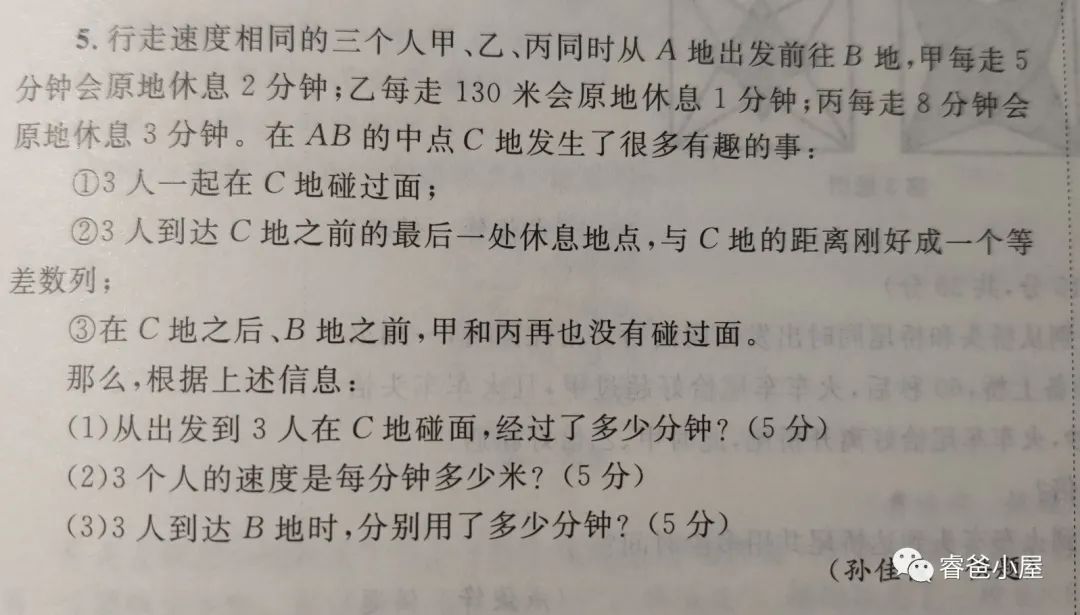 5. 行走速度相同的三个人甲、乙、丙同时从 A 地出发前往 B 地,甲每走 5
分钟会原地休息 2 分钟;乙每走 130 米会原地休息 1 分钟;丙每走 8 分钟会
原地休息 3 分钟。在 AB 的中点 C 地发生了很多有趣的事:
①3 人一起在 C 地碰过面;
②3 人到达 C 地之前的最后一处休息地点,与 C 地的距离刚好成一个等
差数列;
③在 C 地之后、B 地之前,甲和丙再也没有碰过面。
那么,根据上述信息:
(1)从出发到 3 人在 C 地碰面,经过了多少分钟?(5 分)
(2)3 个人的速度是每分钟多少米?(5 分)
(3)3 人到达 B 地时,分别用了多少分钟?(5 分)
(孙佳
睿爸小屋